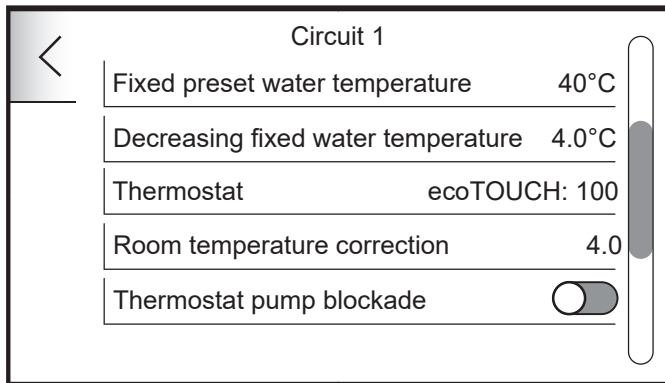 Circuit 1
Fixed preset water temperature 40°C
Decreasing fixed water temperature 4.0°C
Thermostat ecoTOUCH: 100
Room temperature correction 4.0
Thermostat pump blockade